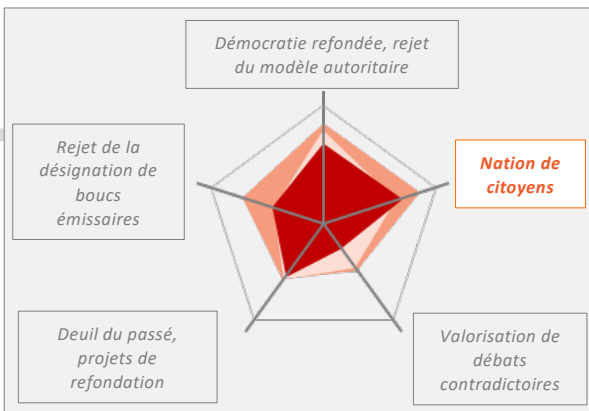 Démocratie refondée, rejet
du modèle autoritaire
Rejet de la
désignation de
boucs
émissaires
Nation de
citoyens
Deuil du passé,
projets de
refondation
Valorisation de
débats
contradictoires